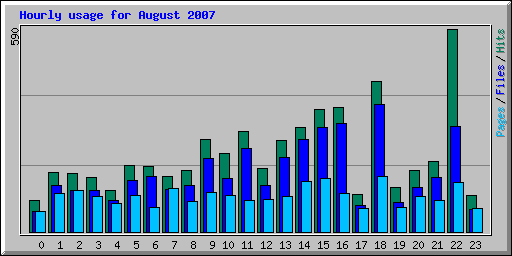 Hourly usage for August 2007
590
Pages / Files / Hits
0 1 2 3 4 5 6 7 8 9 10 11 12 13 14 15 16 17 18 19 20 21 22 23